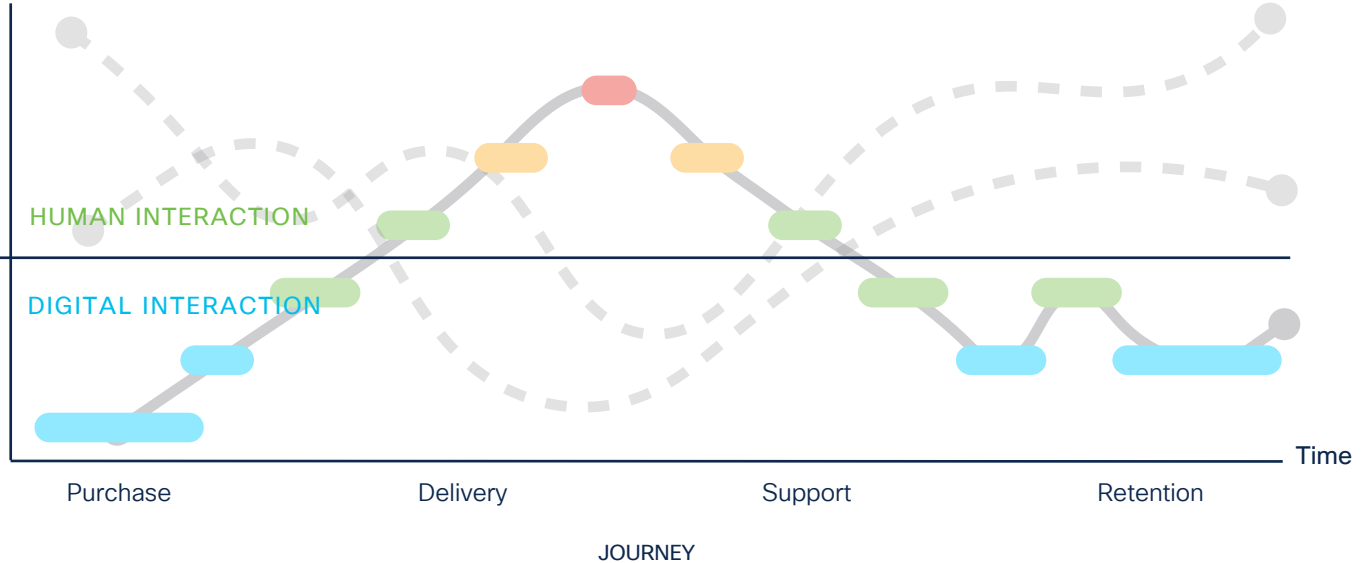 HUMAN INTERACTION
DIGITAL INTERACTION
Time
Purchase Delivery Support Retention
JOURNEY